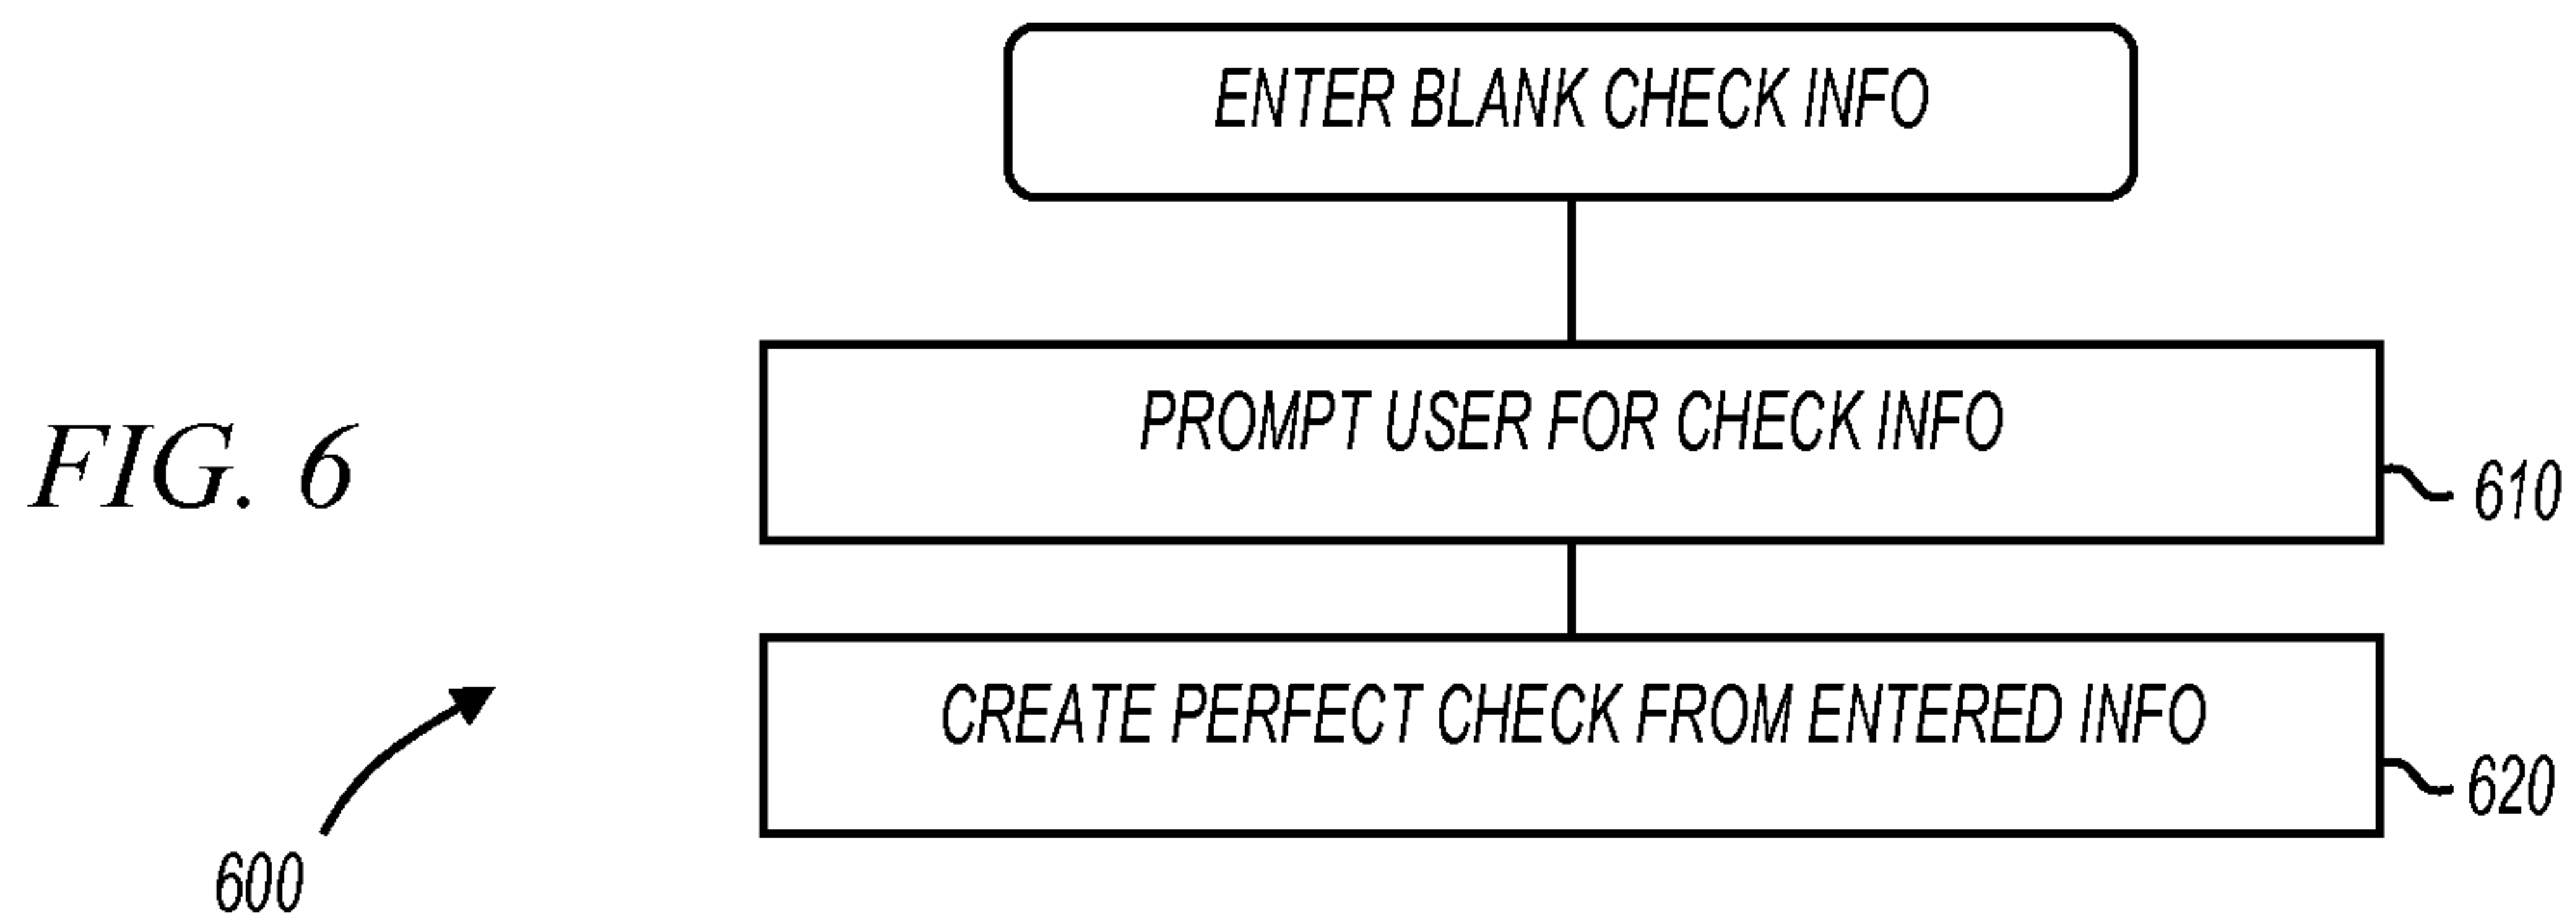 ENTER BLANK CHECK INFO
PROMPT USER FOR CHECK INFO
610
FIG. 6
CREATE PERFECT CHECK FROM ENTERED INFO
620
600